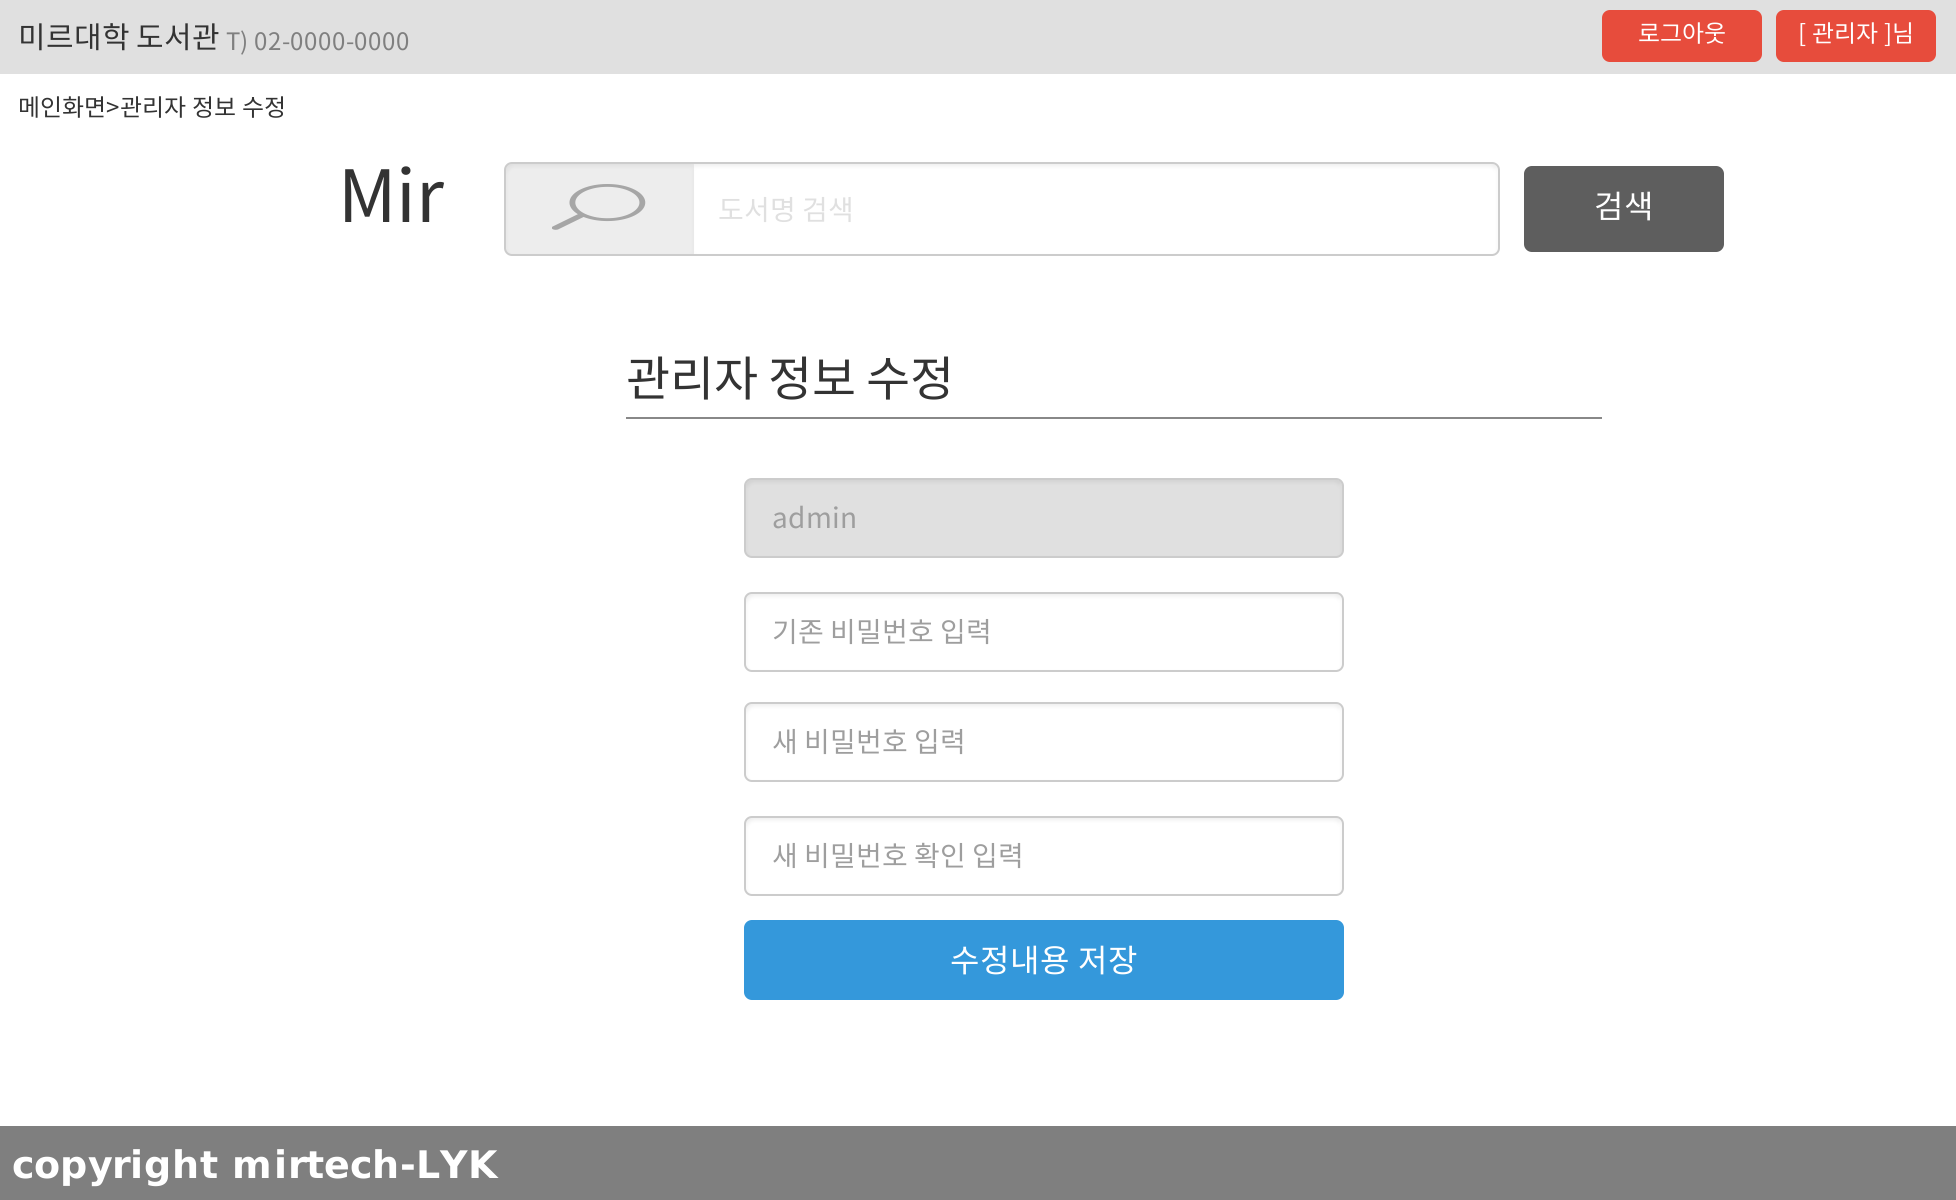 미르대학 도서관 T) 02-0000-0000
로그아웃
[ 관리자 ]님
메인화면>관리자 정보 수정
Mir
도서명 검색
검색
관리자 정보 수정
admin
기존 비밀번호 입력
새 비밀번호 입력
새 비밀번호 확인 입력
수정내용 저장
copyright mirtech-LYK